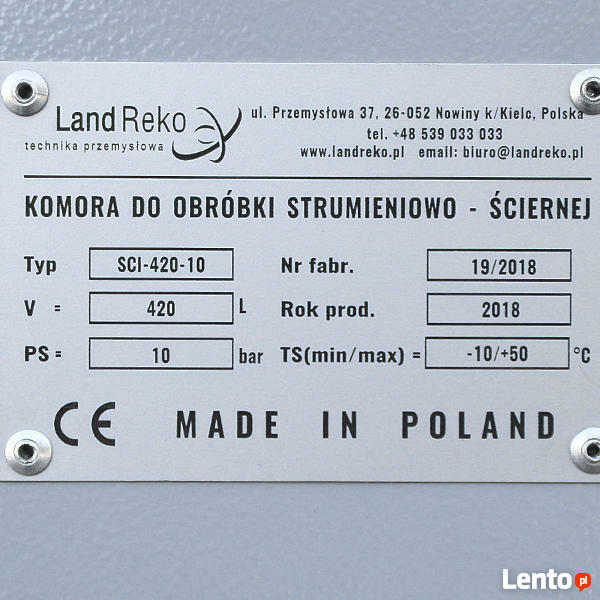 Land Reko
technika przemysłowa
ul. Przemysłowa 37, 26-052 Nowiny k/Kielc, Polska
tel. +48 539 033 033
www.landreko.pl email: biuro@landreko.pl
KOMORA DO OBRÓBKI STRUMIENIOWO - ŚCIERNEJ
Typ SCI-420-10 Nr fabr. 19/2018
V = 420 L Rok prod. 2018
PS = 10 bar TS(min/max) = -10/+50 °C
CE MADE IN POLAND
Lento.pl